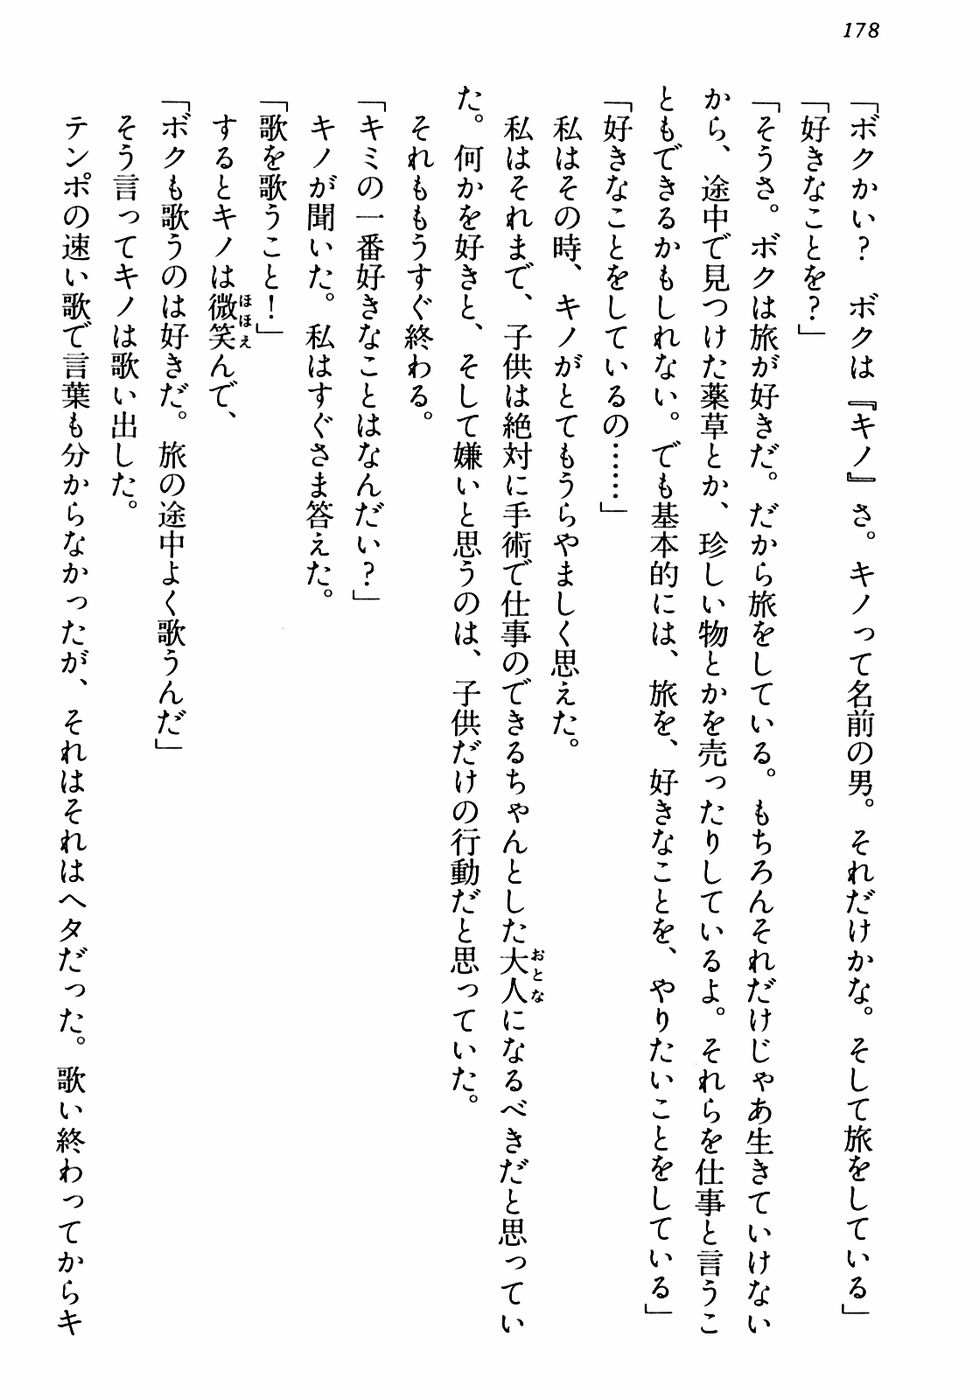 178
「ボクかい？　ボクは『キノ』さ。キノって名前の男。それだけかな。そして旅をしている」
「好きなことを？」
「そうさ。ボクは旅が好きだ。だから旅をしている。もちろんそれだけじゃあ生きていけない
から、途中で見つけた薬草とか、珍しい物とかを売ったりしているよ。それらを仕事と言うこ
ともできるかもしれない。でも基本的には、旅を、好きなことを、やりたいことをしている」
「好きなことをしているの……」
　私はその時、キノがとてもうらやましく思えた。
　私はそれまで、子供は絶対に手術で仕事のできるちゃんとした大人おとなになるべきだと思ってい
た。何かを好きと、そして嫌いと思うのは、子供だけの行動だと思っていた。
　それももうすぐ終わる。
「キミの一番好きなことはなんだい？」
　キノが聞いた。私はすぐさま答えた。
「歌を歌うこと！」
　するとキノは微笑ほほえんで、
「ボクも歌うのは好きだ。旅の途中よく歌うんだ」
　そう言ってキノは歌い出した。
　テンポの速い歌で言葉も分からなかったが、それはそれはヘタだった。歌い終わってからキ